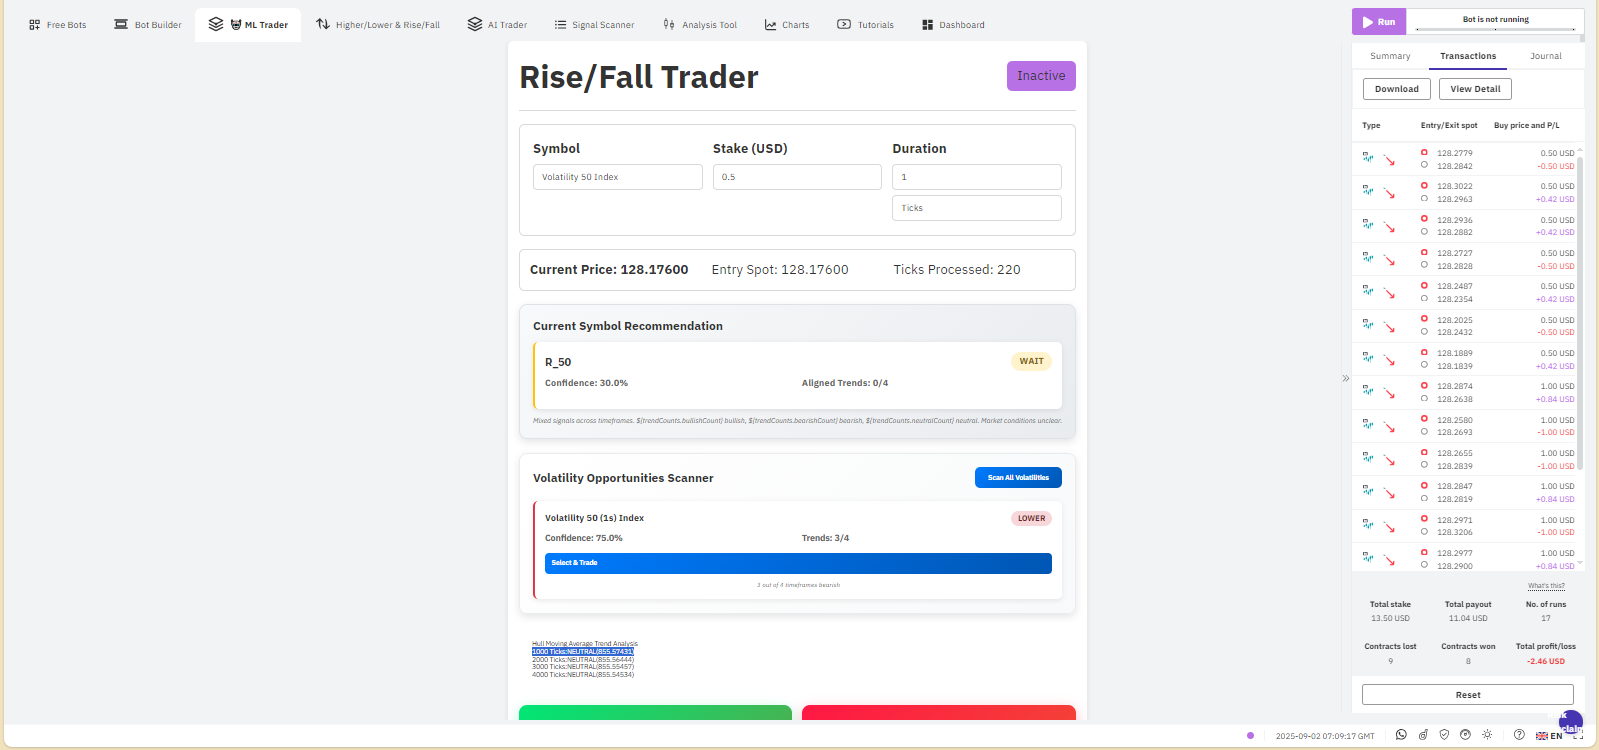 Free Bots
Bot Builder
ML Trader
Higher/Lower & Rise/Fall
AI Trader
Signal Scanner
Analysis Tool
Charts
Tutorials
Dashboard
Run
Bot is not running
Rise/Fall Trader
Inactive
Symbol
Stake (USD)
Duration
Volatility 50 Index
0.5
1
Ticks
Current Price: 128.17600
Entry Spot: 128.17600
Ticks Processed: 220
Current Symbol Recommendation
R_50
WAIT
Confidence: 30.0%
Aligned Trends: 0/4
Mixed signals across timeframes. ${trendCounts.bullishCount} bullish, ${trendCounts.bearishCount} bearish, ${trendCounts.neutralCount} neutral. Market conditions unclear.
Volatility Opportunities Scanner
Scan All Volatilities
Volatility 50 (1s) Index
LOWER
Confidence: 75.0%
Trends: 3/4
Select & Trade
3 out of 4 timeframes bearish
Hull Moving Average Trend Analysis
1000 Ticks:NEUTRAL(855.57431)
2000 Ticks:NEUTRAL(855.56444)
3000 Ticks:NEUTRAL(855.55457)
4000 Ticks:NEUTRAL(855.54534)
Summary
Transactions
Journal
Download
View Detail
Type
Entry/Exit spot
Buy price and P/L
128.2779 0.50 USD
128.2842 -0.50 USD
128.3022 0.50 USD
128.2963 +0.42 USD
128.2936 0.50 USD
128.2882 +0.42 USD
128.2727 0.50 USD
128.2828 -0.50 USD
128.2487 0.50 USD
128.2354 +0.42 USD
128.2025 0.50 USD
128.2432 -0.50 USD
128.1889 0.50 USD
128.1839 +0.42 USD
128.2874 1.00 USD
128.2638 +0.84 USD
128.2580 1.00 USD
128.2693 -1.00 USD
128.2655 1.00 USD
128.2839 -1.00 USD
128.2847 1.00 USD
128.2819 +0.84 USD
128.2971 1.00 USD
128.3206 -1.00 USD
128.2977 1.00 USD
128.2900 +0.84 USD
What's this?
Total stake
Total payout
No. of runs
13.50 USD
11.04 USD
17
Contracts lost
Contracts won
Total profit/loss
9
8
-2.46 USD
Reset
2025-09-02 07:09:17 GMT
EN